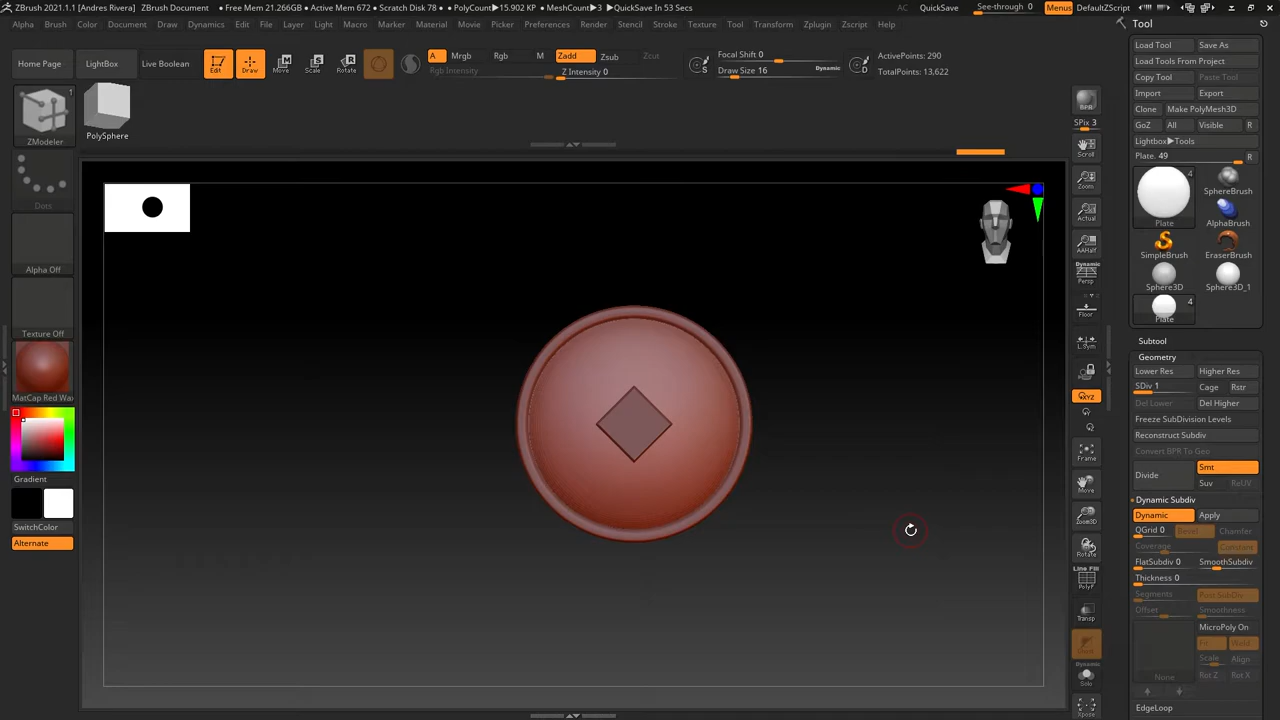 ZBrush 2021.1.1 [Andres Rivera] ZBrush Document • Free Mem 21.266GB • Active Mem 672 • Scratch Disk 78 • PolyCount▶15.902 KP • MeshCount▶3 ▶QuickSave In 53 Secs AC QuickSave See-through 0 Menus DefaultZScript
Alpha Brush Color Document Draw Dynamics Edit File Layer Light Macro Marker Material Movie Picker Preferences Render Stencil Stroke Texture Tool Transform Zplugin Zscript Help
Tool
Home Page LightBox Live Boolean
Edit Draw Move Scale Rotate
A Mrgb Rgb M Zadd Zsub Zcut
Rgb Intensity Z Intensity 0
Focal Shift 0
Draw Size 16 Dynamic
S D
ActivePoints: 290
TotalPoints: 13,622
1
ZModeler
PolySphere
Dots
Alpha Off
Texture Off
MatCap Red Wax
Gradient
SwitchColor
Alternate
BPR
SPix 3
Scroll
Zoom
Actual
AAHalf
Dynamic
Persp
Floor
L.Sym
XYZ
Frame
Move
Zoom3D
Rotate
Line Fill
PolyF
Transp
Ghost
Dynamic
Solo
Xpose
Load Tool Save As
Load Tools From Project
Copy Tool Paste Tool
Import Export
Clone Make PolyMesh3D
GoZ All Visible R
Lightbox▶Tools
Plate. 49 R
4
Plate SphereBrush
AlphaBrush
SimpleBrush EraserBrush
Sphere3D Sphere3D_1
4
Plate
Subtool
Geometry
Lower Res Higher Res
SDiv 1 Cage Rstr
Del Lower Del Higher
Freeze SubDivision Levels
Reconstruct Subdiv
Convert BPR To Geo
Divide Smt
Suv ReUV
Dynamic Subdiv
Dynamic Apply
QGrid 0 Bevel Chamfer
Coverage Constant
FlatSubdiv 0 SmoothSubdiv
Thickness 0
Segments Post SubDiv
Offset Smoothness
MicroPoly On
Fit Weld
Scale Align
None Rot Z Rot X
EdgeLoop